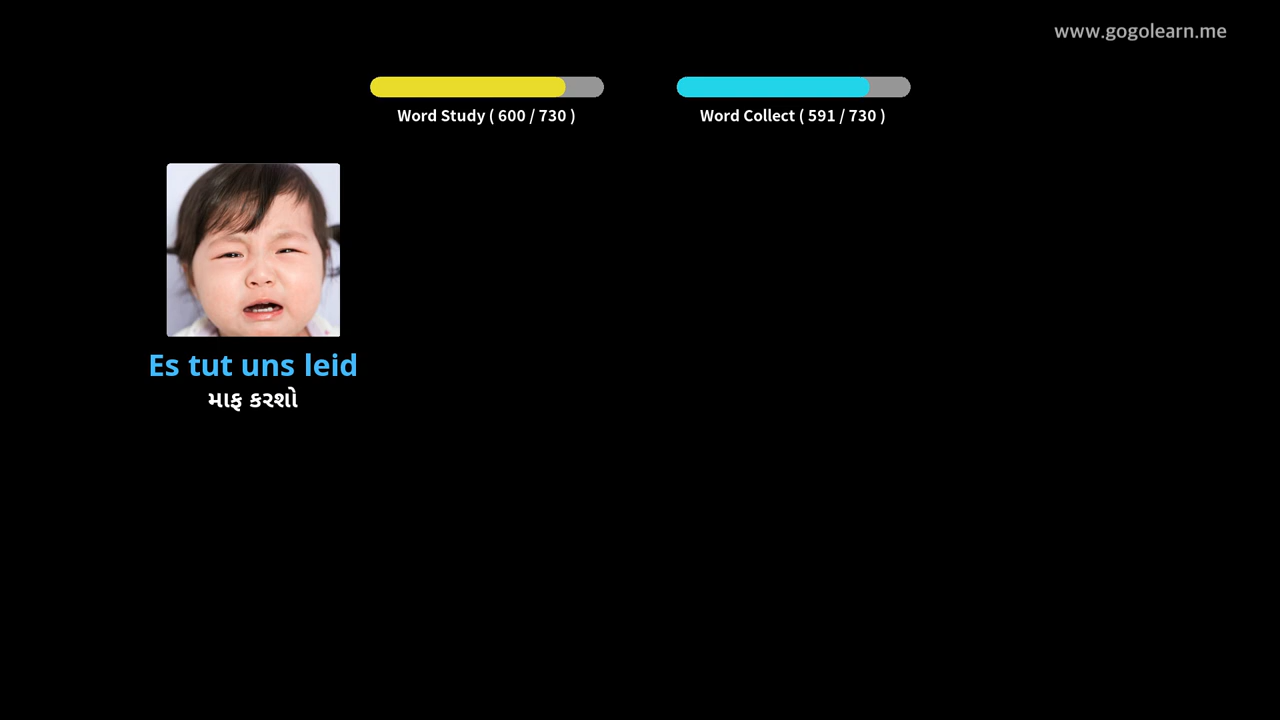 www.gogolearn.me
Word Study ( 600 / 730 )
Word Collect ( 591 / 730 )
Es tut uns leid
માફ કરશો